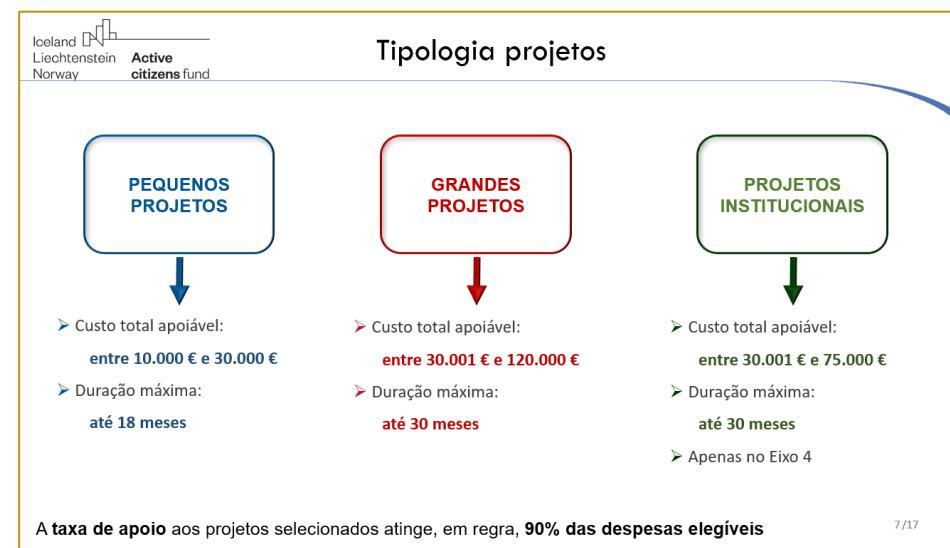 Iceland
Liechtenstein Active
Norway citizens fund
Tipologia projetos
PEQUENOS
PROJETOS
➢ Custo total apoiável:
entre 10.000 € e 30.000 €
➢ Duração máxima:
até 18 meses
GRANDES
PROJETOS
➢ Custo total apoiável:
entre 30.001 € e 120.000 €
➢ Duração máxima:
até 30 meses
PROJETOS
INSTITUCIONAIS
➢ Custo total apoiável:
entre 30.001 € e 75.000 €
➢ Duração máxima:
até 30 meses
➢ Apenas no Eixo 4
A taxa de apoio aos projetos selecionados atinge, em regra, 90% das despesas elegíveis
7/17